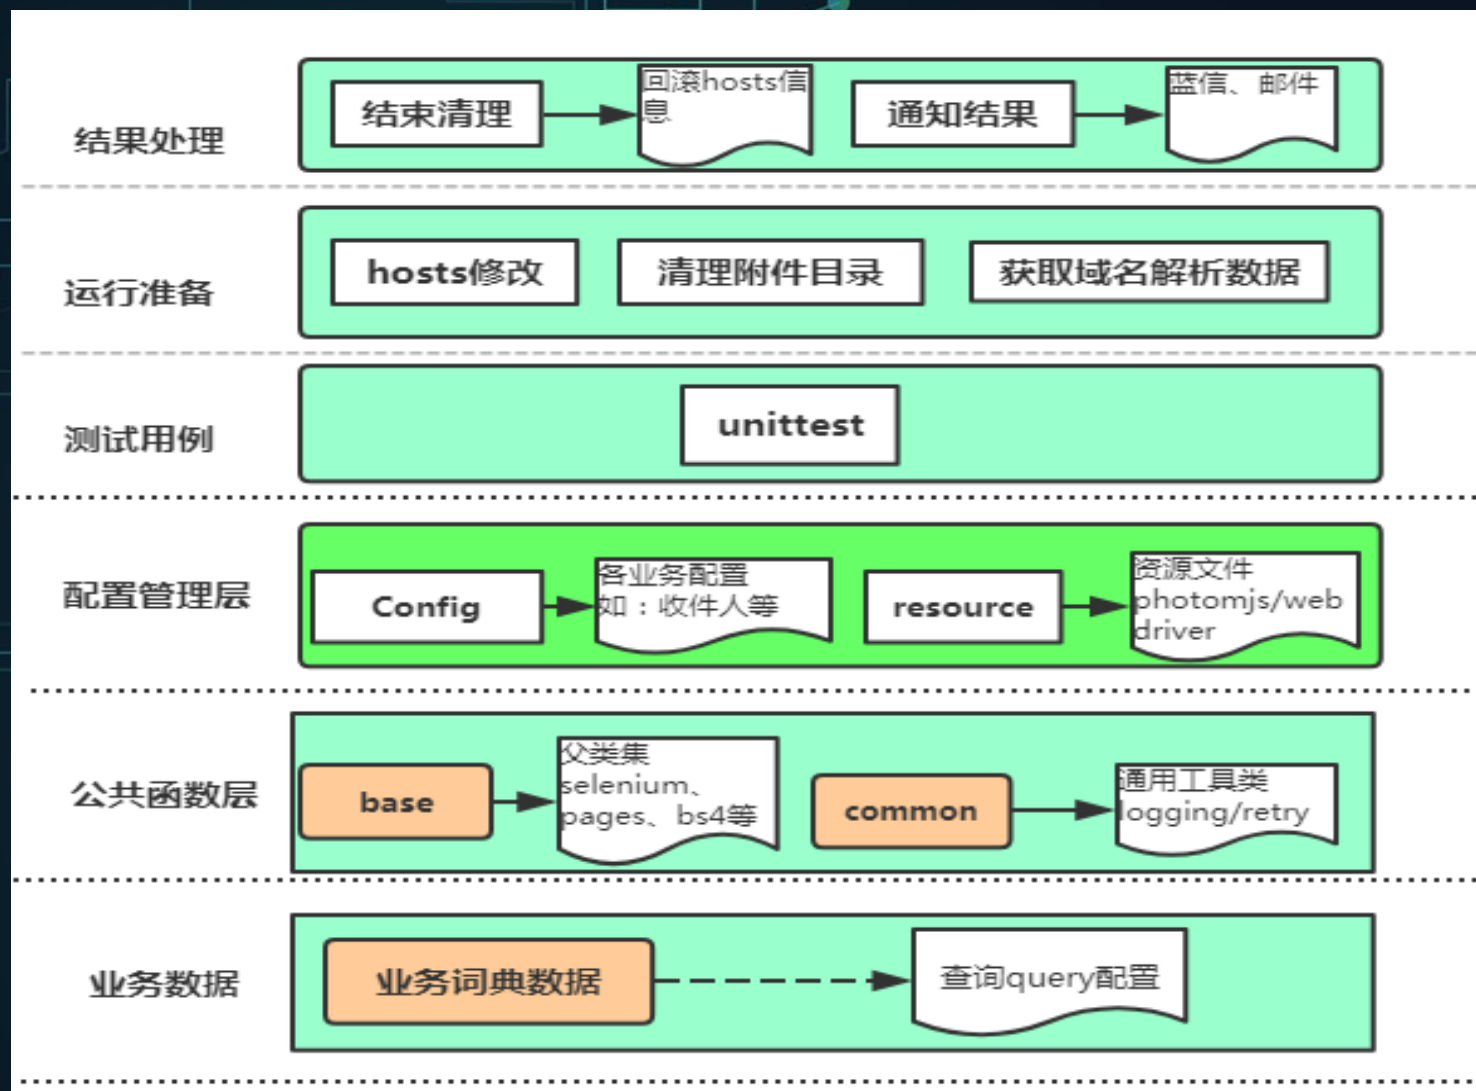 结果处理
结束清理
回滚hosts信
息
通知结果
蓝信、邮件
运行准备
hosts修改
清理附件目录
获取域名解析数据
测试用例
unittest
配置管理层
Config
各业务配置
如：收件人等
resource
资源文件
photomjs/web
driver
公共函数层
base
父类集
selenium、
pages、bs4等
common
通用工具类
logging/retry
业务数据
业务词典数据
查询query配置